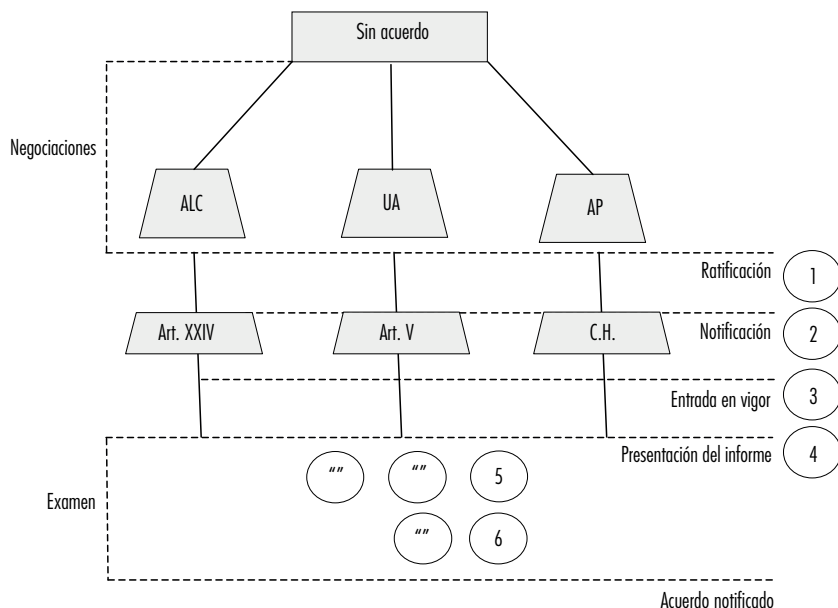 Sin acuerdo
Negociaciones
ALC
UA
AP
Ratificación
1
Art. XXIV
Art. V
C.H.
Notificación
2
Entrada en vigor
3
Presentación del informe
4
“” “” 5
Examen
“” 6
Acuerdo notificado